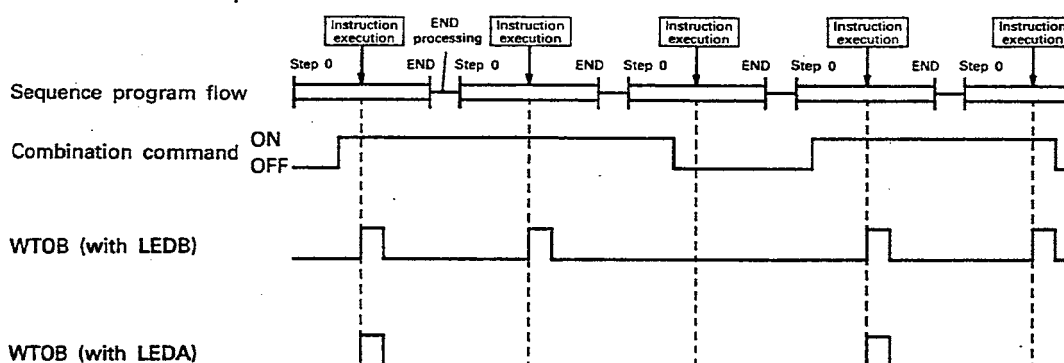 Instruction
execution
END
processing
Instruction
execution
Instruction
execution
Instruction
execution
Instruction
execution
Step 0
END
Step 0
END
Step 0
END
Step 0
END
Step 0
Sequence program flow
Combination command
ON
OFF
WTOB (with LEDB)
WTOB (with LEDA)